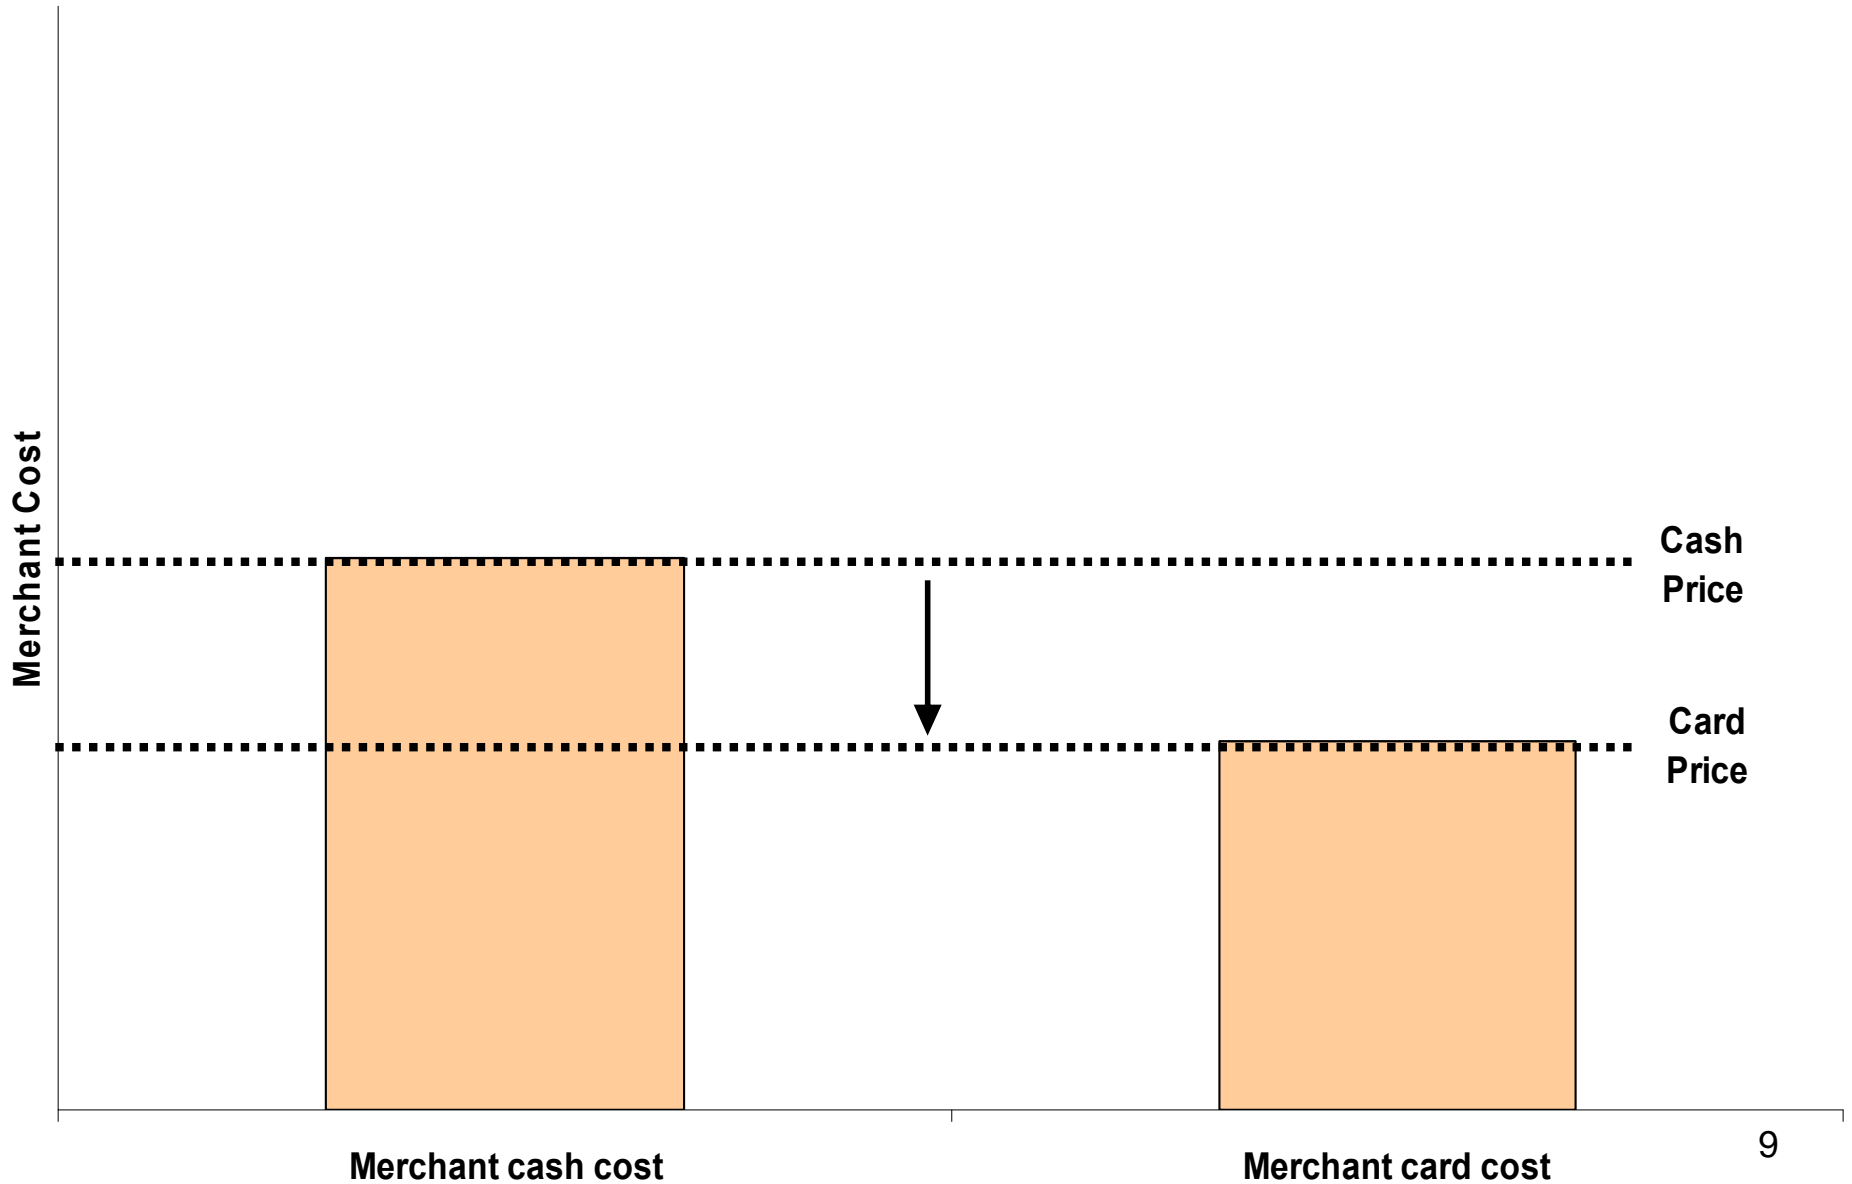 Merchant Cost
Cash
Price
Card
Price
Merchant cash cost
Merchant card cost
9